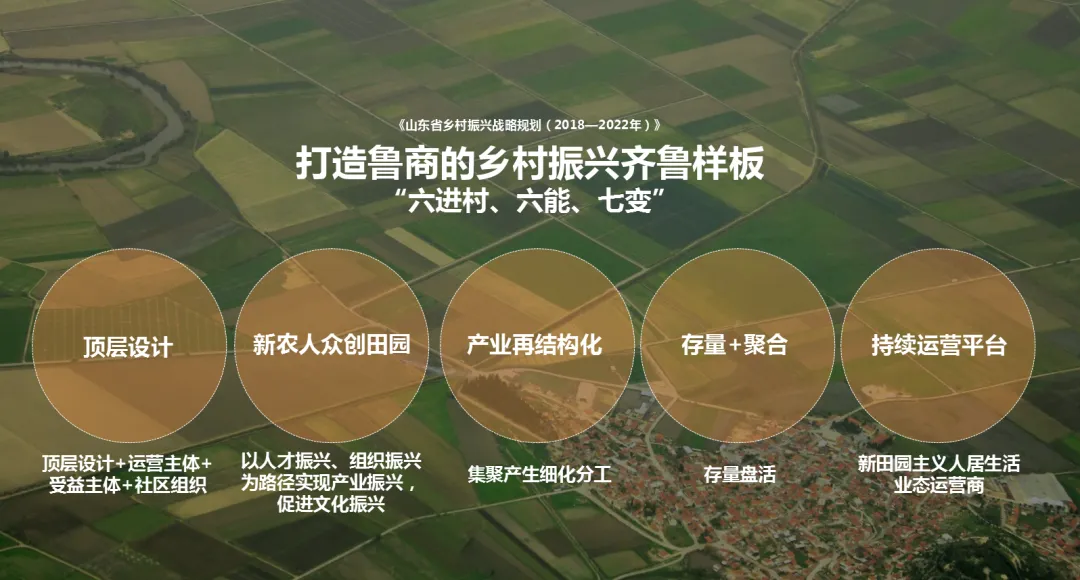 《山东省乡村振兴战略规划（2018—2022年）》
打造鲁商的乡村振兴齐鲁样板
“六进村、六能、七变”
顶层设计
新农人众创田园
产业再结构化
存量+聚合
持续运营平台
顶层设计+运营主体+
受益主体+社区组织
以人才振兴、组织振兴
为路径实现产业振兴，
促进文化振兴
集聚产生细化分工
存量盘活
新田园主义人居生活
业态运营商